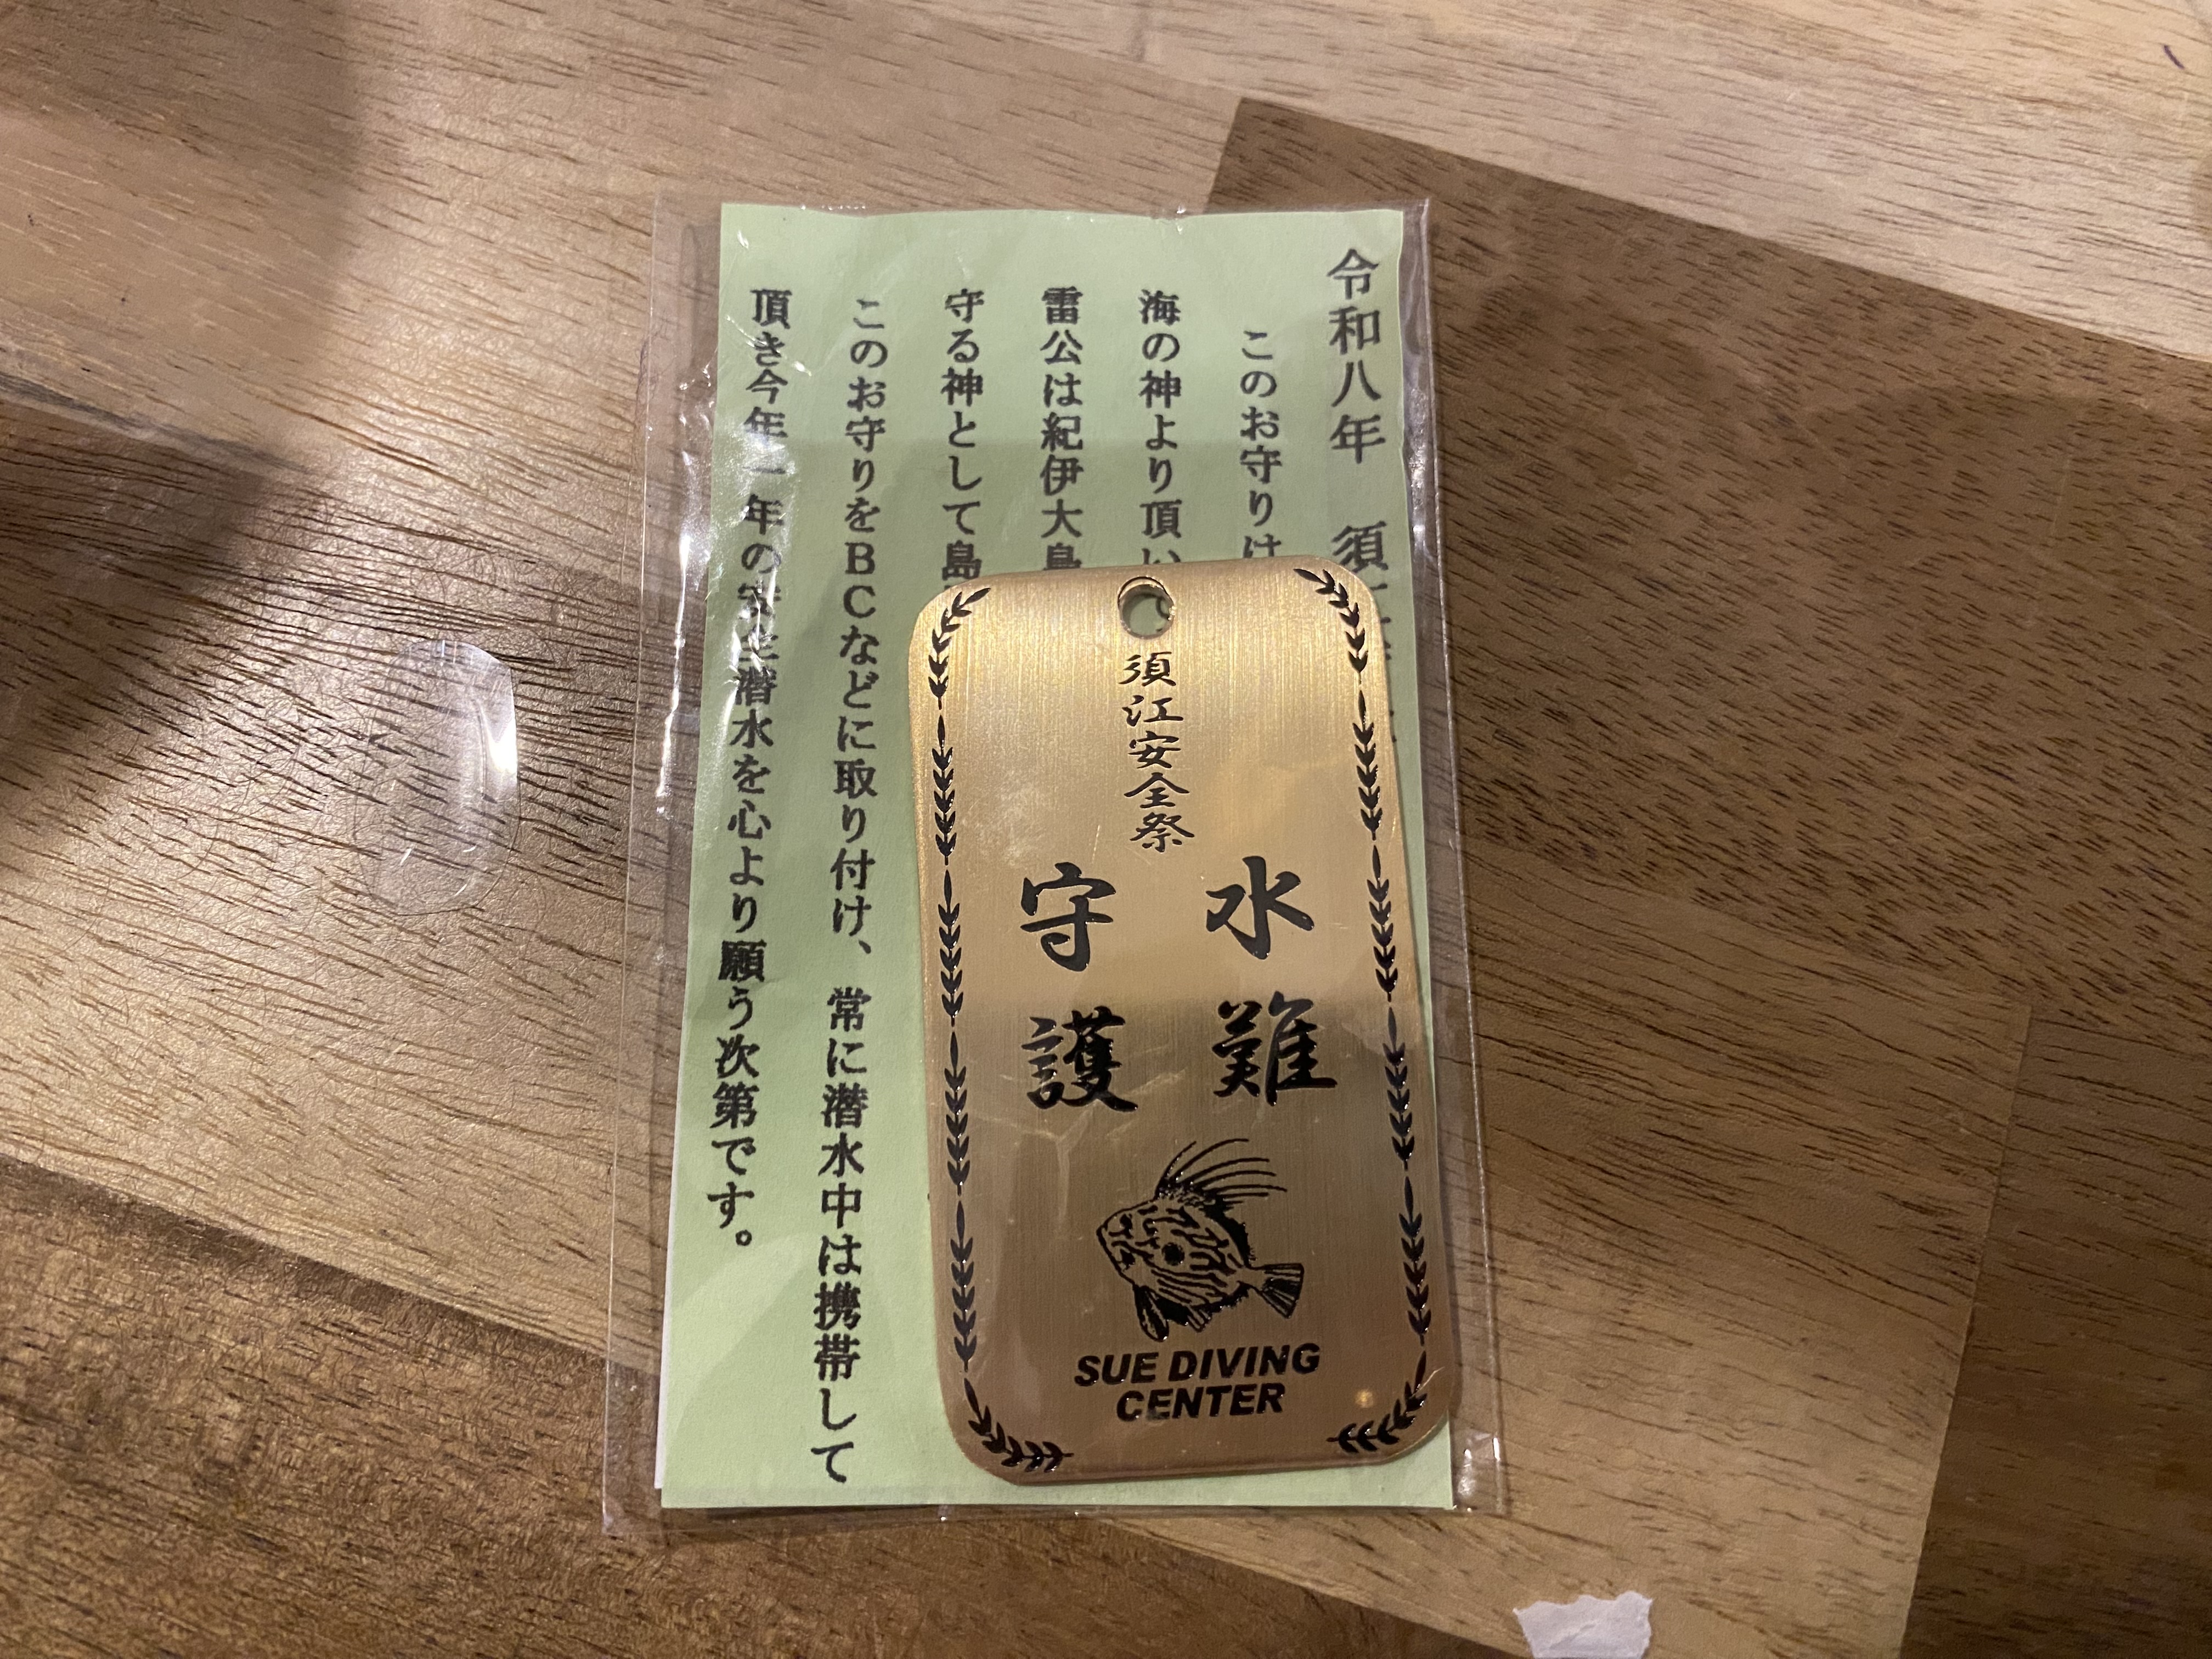 令和八年 須江
このお守りは
海の神より頂いて
雷公は紀伊大島
守る神として島
このお守りをBCなどに取り付け、常に潜水中は携帯して
頂き今年一年の安全潜水を心より願う次第です。
須江安全祭
水難
守護
SUE DIVING
CENTER